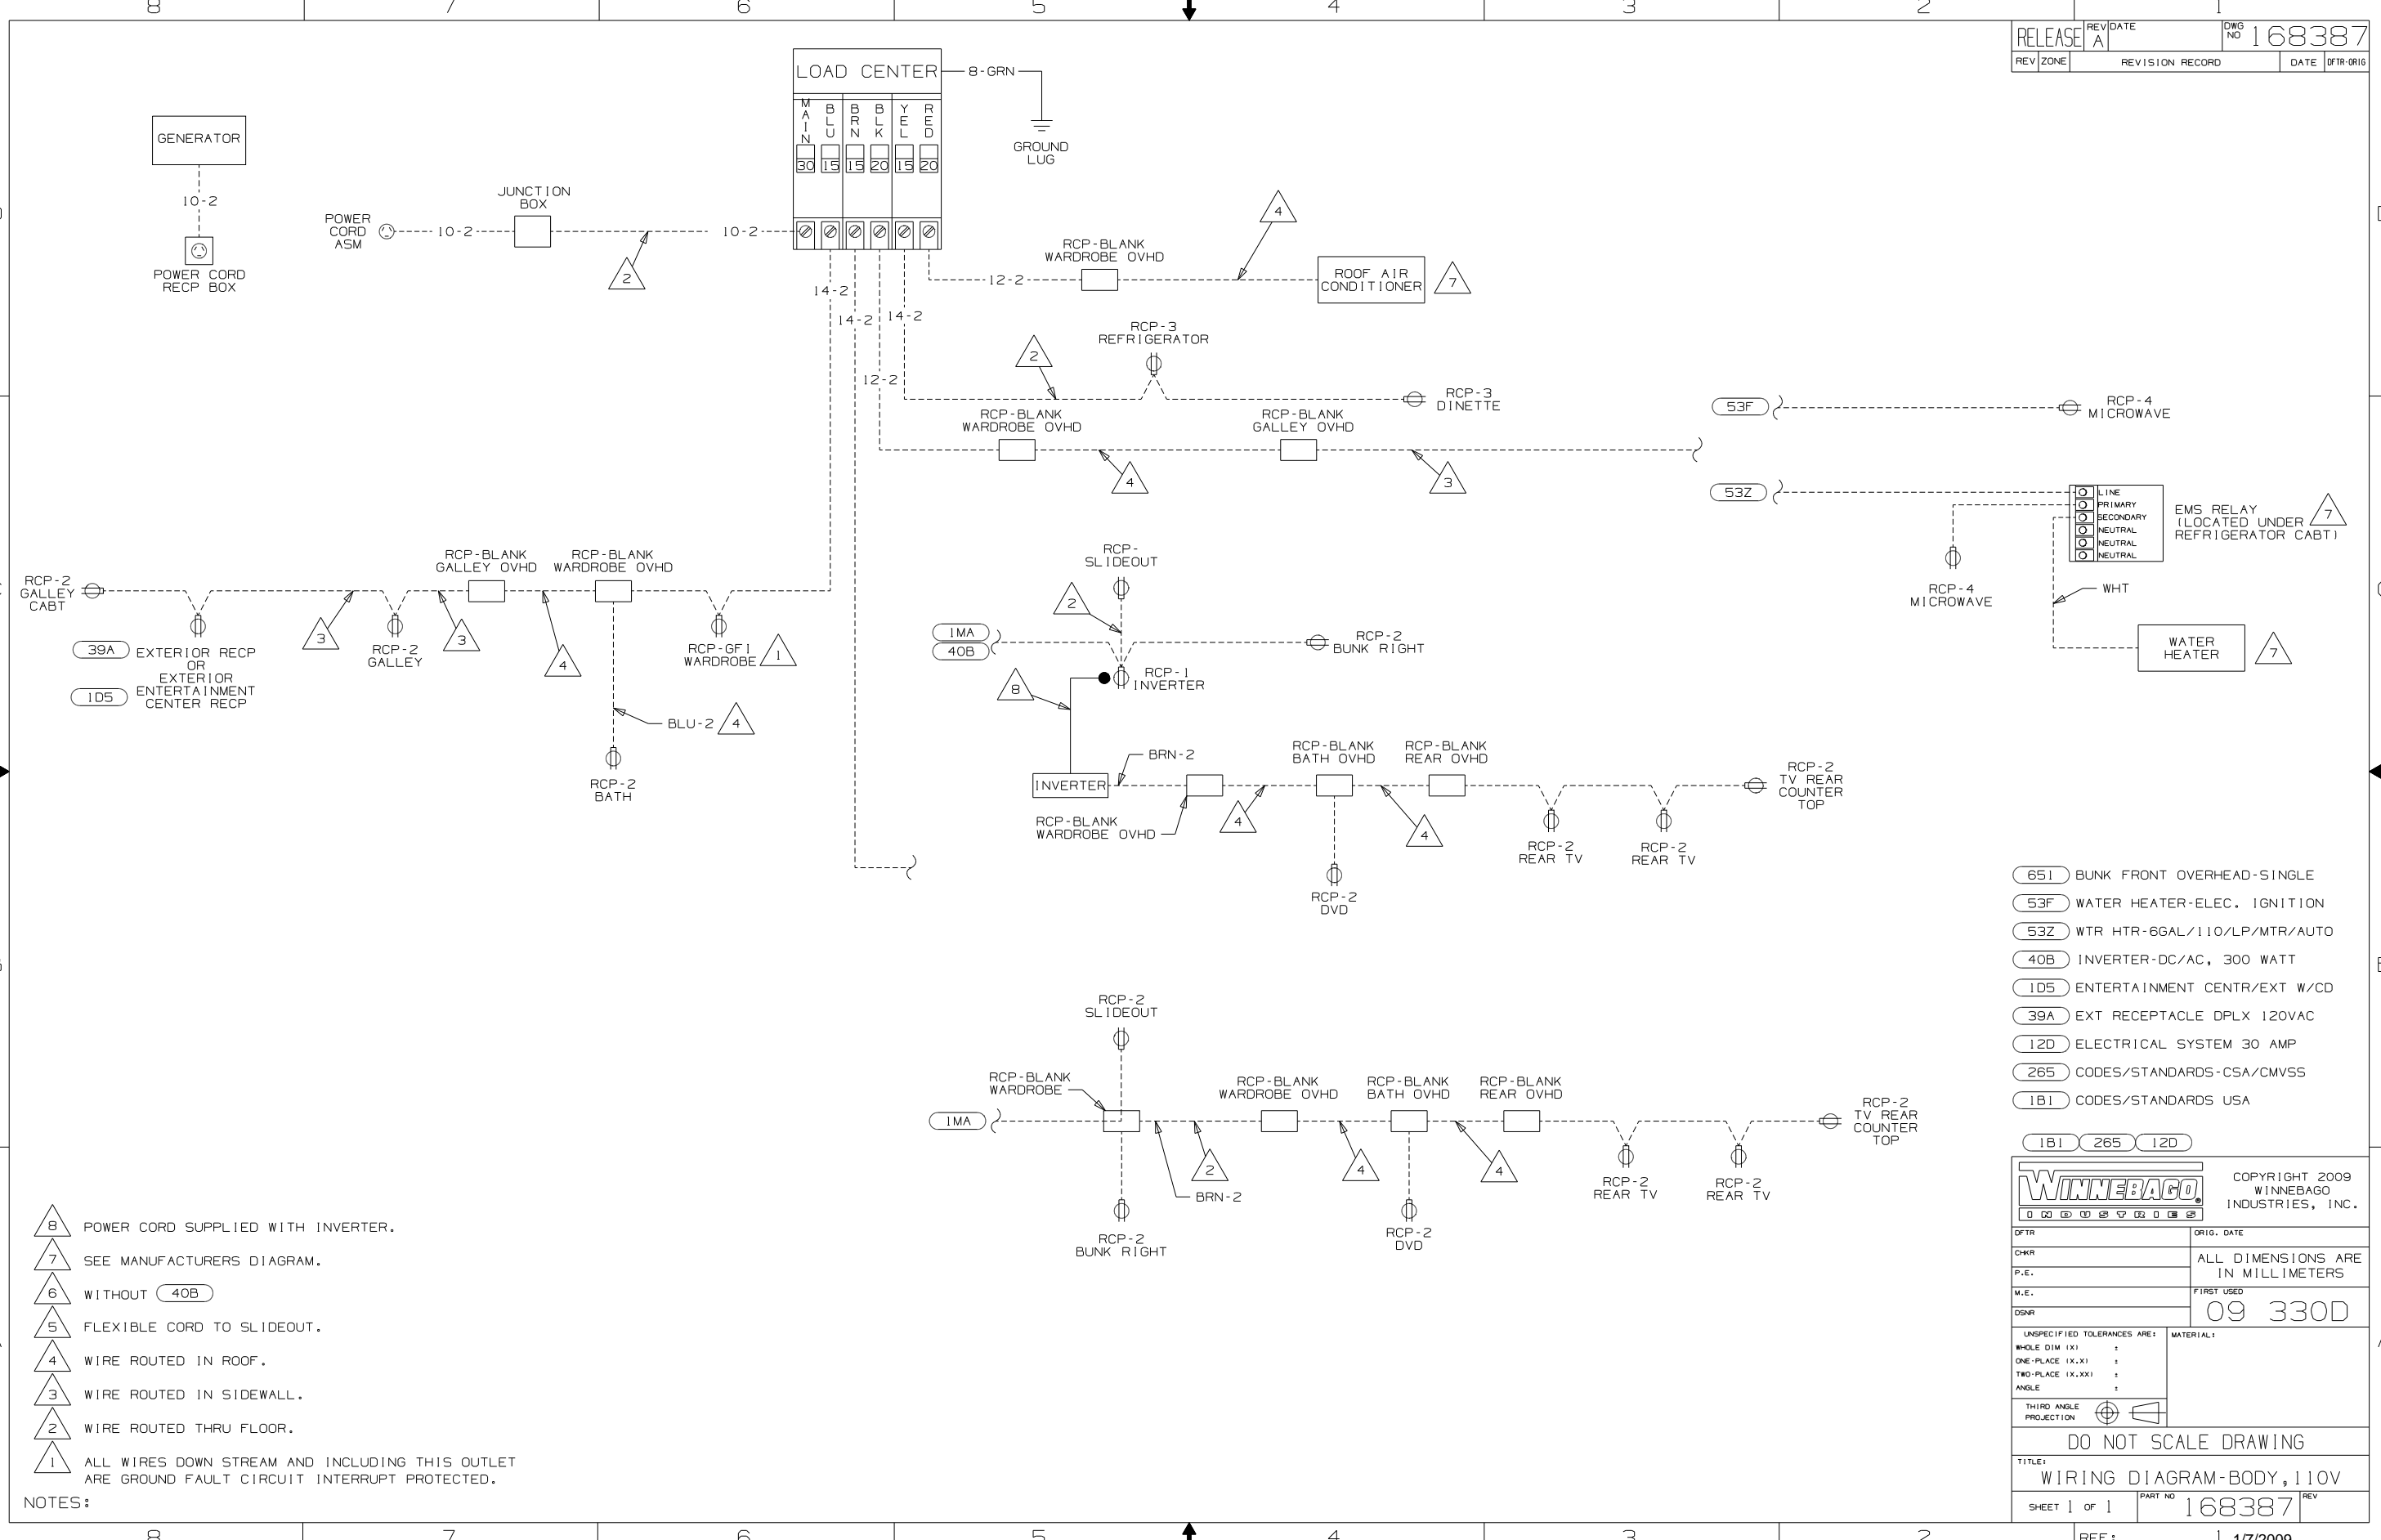 8 7 6 5 4 3 2 1
RELEASE
REV
A
DATE
DWG
NO
168387
REV ZONE REVISION RECORD DATE DFTR-ORIG
LOAD CENTER
8-GRN
GROUND
LUG
MAIN BLU BRN BLK YEL RED
30 15 15 20 15 20
GENERATOR
10-2
POWER CORD
RECP BOX
POWER
CORD
ASM
10-2
JUNCTION
BOX
2
10-2
14-2
14-2
14-2
12-2
12-2
RCP-BLANK
WARDROBE OVHD
4
ROOF AIR
CONDITIONER
7
RCP-3
REFRIGERATOR
2
RCP-3
DINETTE
RCP-BLANK
WARDROBE OVHD
4
RCP-BLANK
GALLEY OVHD
3
53F
RCP-4
MICROWAVE
53Z
LINE
PRIMARY
SECONDARY
NEUTRAL
NEUTRAL
NEUTRAL
EMS RELAY
(LOCATED UNDER
REFRIGERATOR CABT)
7
RCP-4
MICROWAVE
WHT
WATER
HEATER
7
RCP-2
GALLEY
CABT
39A
EXTERIOR RECP
OR
EXTERIOR
ENTERTAINMENT
CENTER RECP
1D5
3
RCP-2
GALLEY
3
RCP-BLANK
GALLEY OVHD
4
RCP-BLANK
WARDROBE OVHD
RCP-GFI
WARDROBE
1
BLU-2
4
RCP-2
BATH
RCP-
SLIDEOUT
2
1MA
40B
RCP-2
BUNK RIGHT
RCP-1
INVERTER
8
INVERTER
BRN-2
RCP-BLANK
WARDROBE OVHD
4
RCP-BLANK
BATH OVHD
4
RCP-BLANK
REAR OVHD
RCP-2
DVD
RCP-2
REAR TV
RCP-2
REAR TV
RCP-2
TV REAR
COUNTER
TOP
RCP-2
SLIDEOUT
RCP-BLANK
WARDROBE
1MA
RCP-2
BUNK RIGHT
BRN-2
2
RCP-BLANK
WARDROBE OVHD
4
RCP-BLANK
BATH OVHD
4
RCP-BLANK
REAR OVHD
RCP-2
DVD
RCP-2
REAR TV
RCP-2
REAR TV
RCP-2
TV REAR
COUNTER
TOP
651 BUNK FRONT OVERHEAD-SINGLE
53F WATER HEATER-ELEC. IGNITION
53Z WTR HTR-6GAL/110/LP/MTR/AUTO
40B INVERTER-DC/AC, 300 WATT
1D5 ENTERTAINMENT CENTR/EXT W/CD
39A EXT RECEPTACLE DPLX 120VAC
12D ELECTRICAL SYSTEM 30 AMP
265 CODES/STANDARDS-CSA/CMVSS
1B1 CODES/STANDARDS USA
1B1 265 12D
WINNEBAGO
INDUSTRIES
COPYRIGHT 2009
WINNEBAGO
INDUSTRIES, INC.
DFTR
ORIG. DATE
CHKR
ALL DIMENSIONS ARE
IN MILLIMETERS
P.E.
M.E.
FIRST USED
09 330D
DSNR
UNSPECIFIED TOLERANCES ARE:
MATERIAL:
WHOLE DIM (X) ±
ONE-PLACE (X.X) ±
TWO-PLACE (X.XX) ±
ANGLE ±
THIRD ANGLE
PROJECTION
DO NOT SCALE DRAWING
TITLE:
WIRING DIAGRAM-BODY,110V
SHEET 1 OF 1
PART NO
168387
REV
8 POWER CORD SUPPLIED WITH INVERTER.
7 SEE MANUFACTURERS DIAGRAM.
6 WITHOUT 40B
5 FLEXIBLE CORD TO SLIDEOUT.
4 WIRE ROUTED IN ROOF.
3 WIRE ROUTED IN SIDEWALL.
2 WIRE ROUTED THRU FLOOR.
1 ALL WIRES DOWN STREAM AND INCLUDING THIS OUTLET
ARE GROUND FAULT CIRCUIT INTERRUPT PROTECTED.
NOTES:
8 7 6 5 4 3 2
REF: 1 1/7/2009